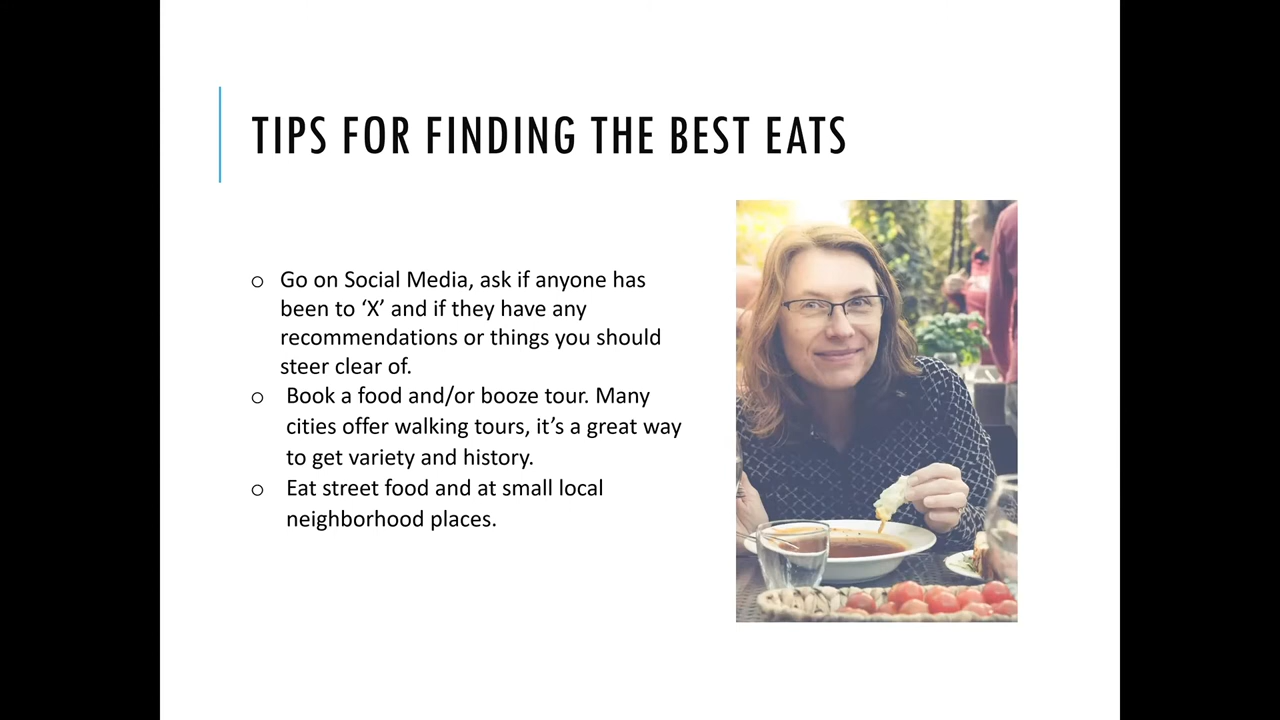 TIPS FOR FINDING THE BEST EATS
o Go on Social Media, ask if anyone has
been to ‘X’ and if they have any
recommendations or things you should
steer clear of.
o Book a food and/or booze tour. Many
cities offer walking tours, it’s a great way
to get variety and history.
o Eat street food and at small local
neighborhood places.